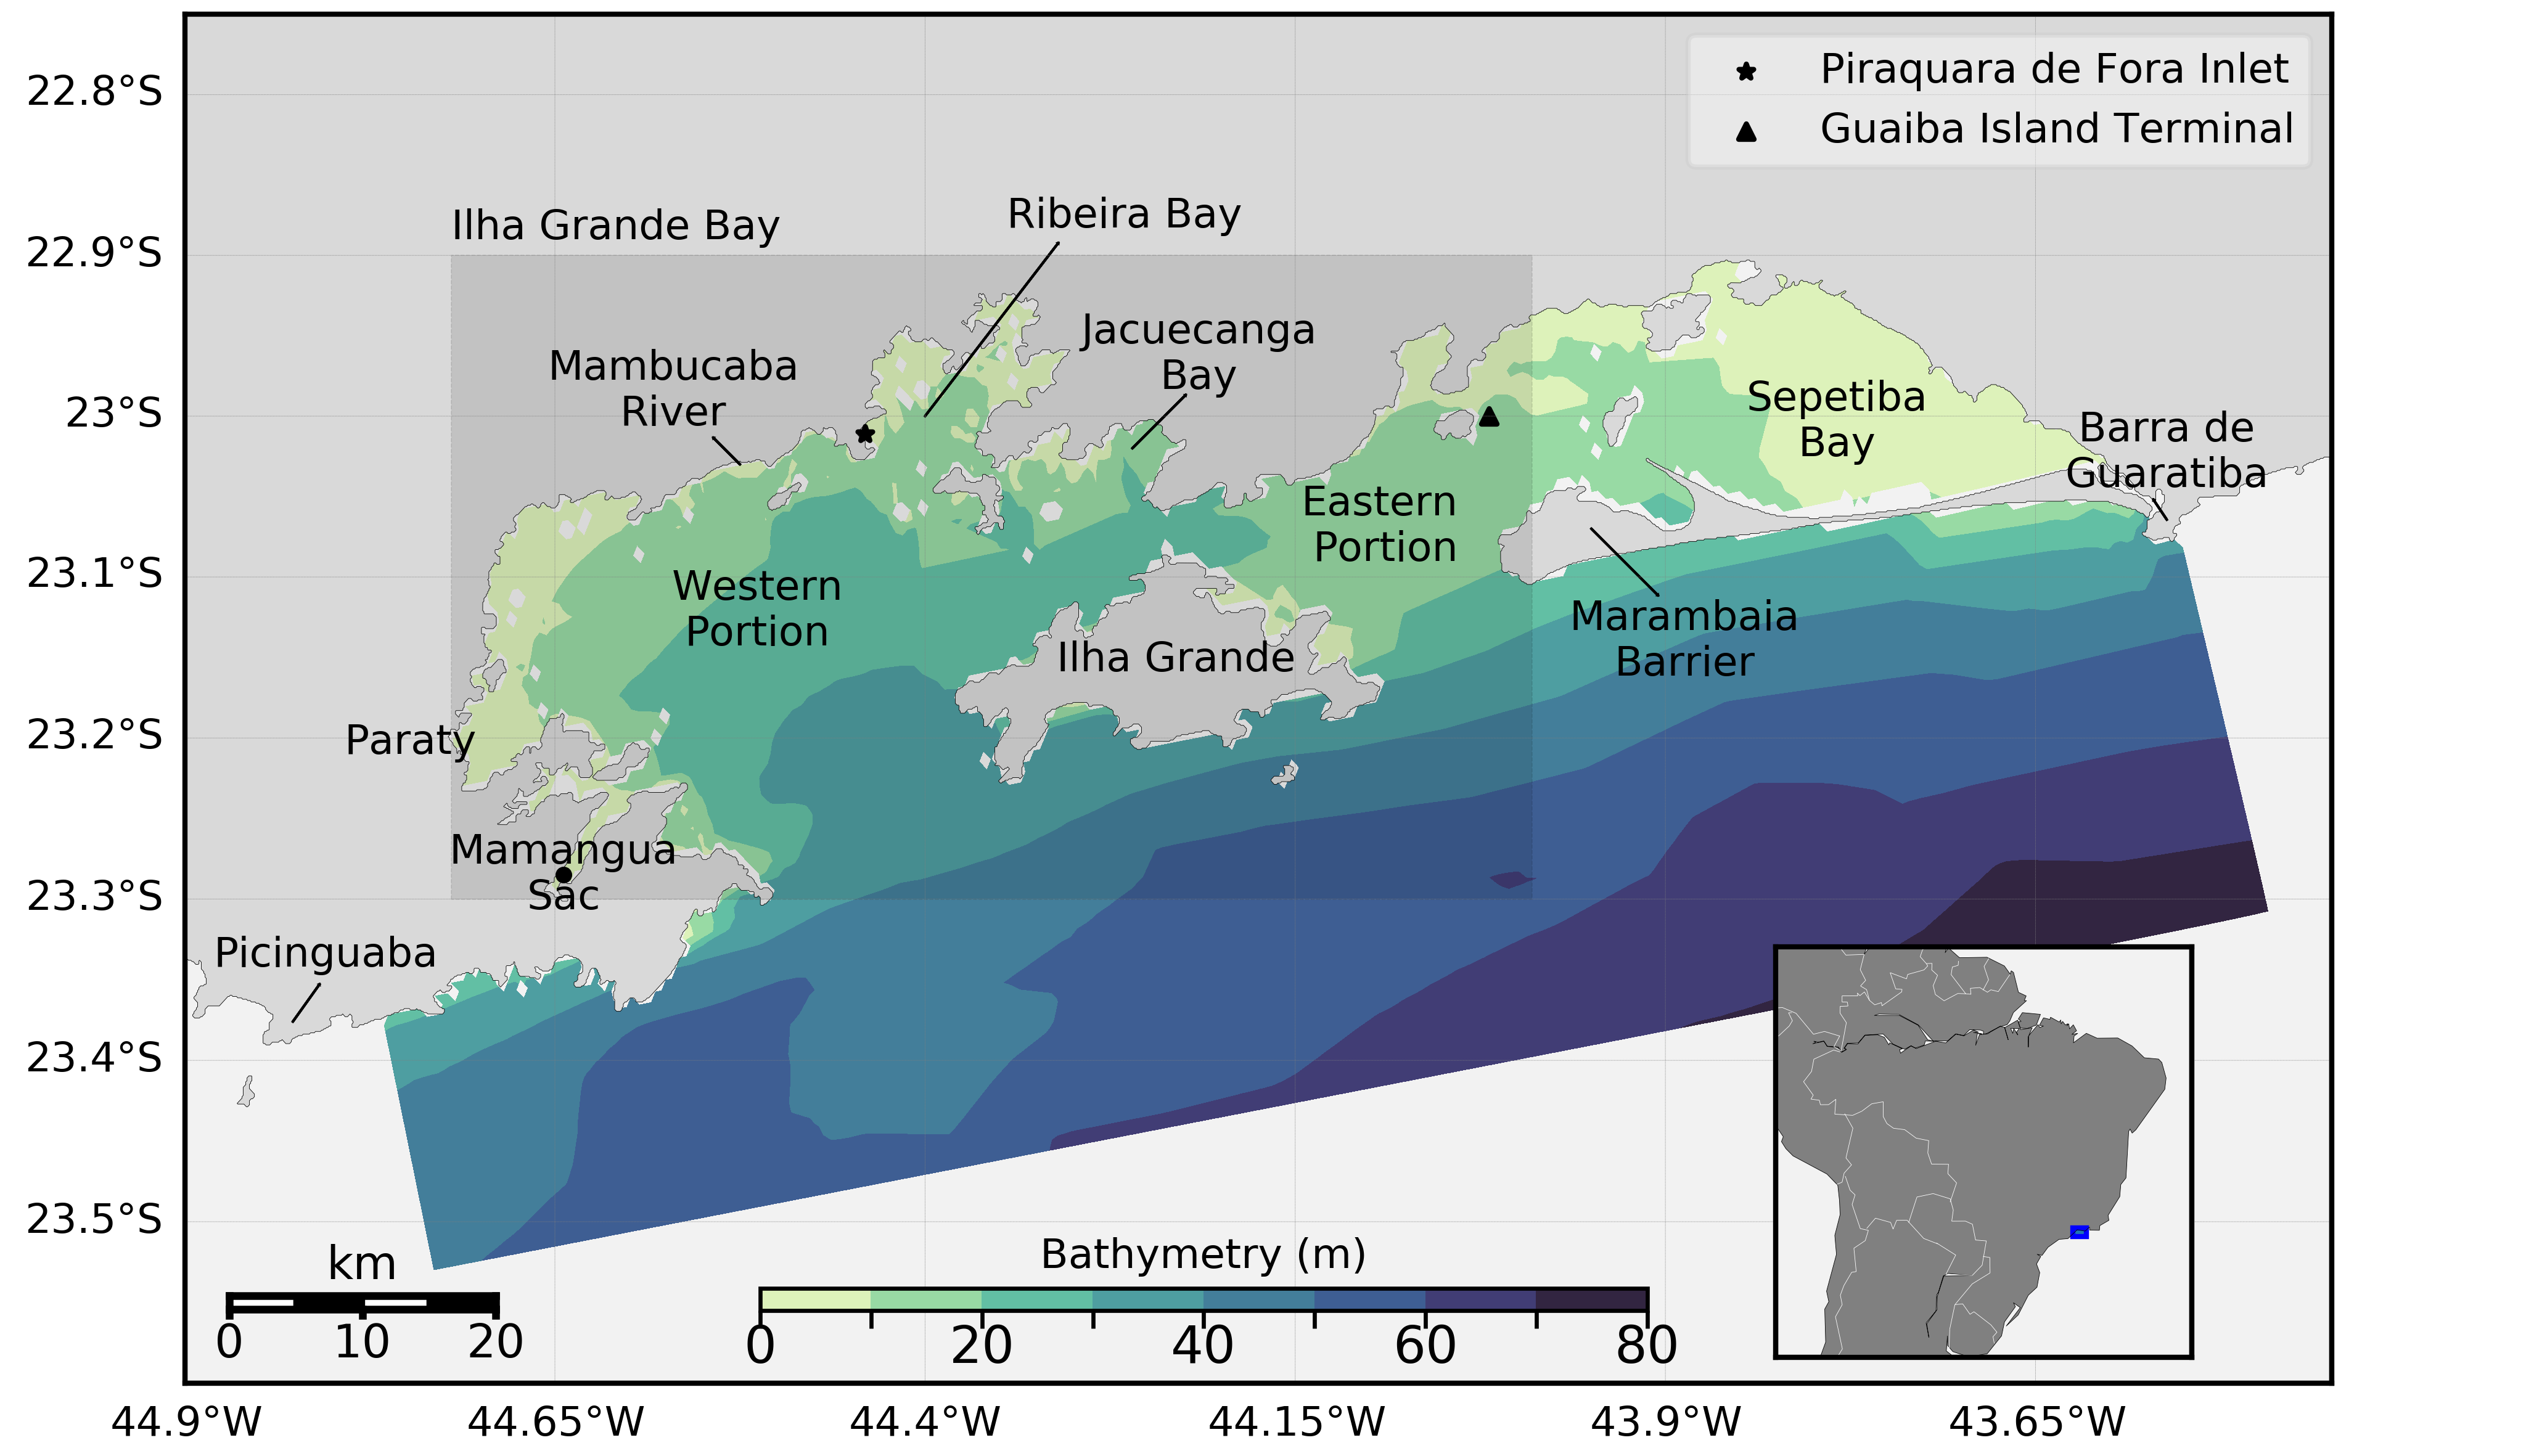 Piraquara de Fora Inlet
Guaiba Island Terminal
22.8°S
22.9°S
23°S
23.1°S
23.2°S
23.3°S
23.4°S
23.5°S
Ilha Grande Bay
Ribeira Bay
Jacuecanga
Bay
Mambucaba
River
Sepetiba
Bay
Barra de
Guaratiba
Eastern
Portion
Western
Portion
Marambaia
Barrier
Ilha Grande
Paraty
Mamangua
Sac
Picinguaba
km
0 10 20
Bathymetry (m)
0 20 40 60 80
44.9°W 44.65°W 44.4°W 44.15°W 43.9°W 43.65°W